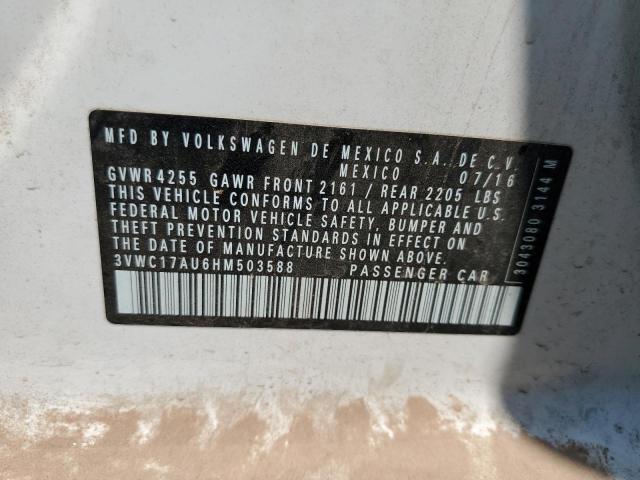 MFD BY VOLKSWAGEN DE MEXICO S.A. DE C.V.
MEXICO 07/16
GVWR 4255 GAWR FRONT 2161 / REAR 2205 LBS
THIS VEHICLE CONFORMS TO ALL APPLICABLE U.S.
FEDERAL MOTOR VEHICLE SAFETY, BUMPER AND
THEFT PREVENTION STANDARDS IN EFFECT ON
THE DATE OF MANUFACTURE SHOWN ABOVE.
3VWC17AU6HM503588 PASSENGER CAR
3043080 3144 M